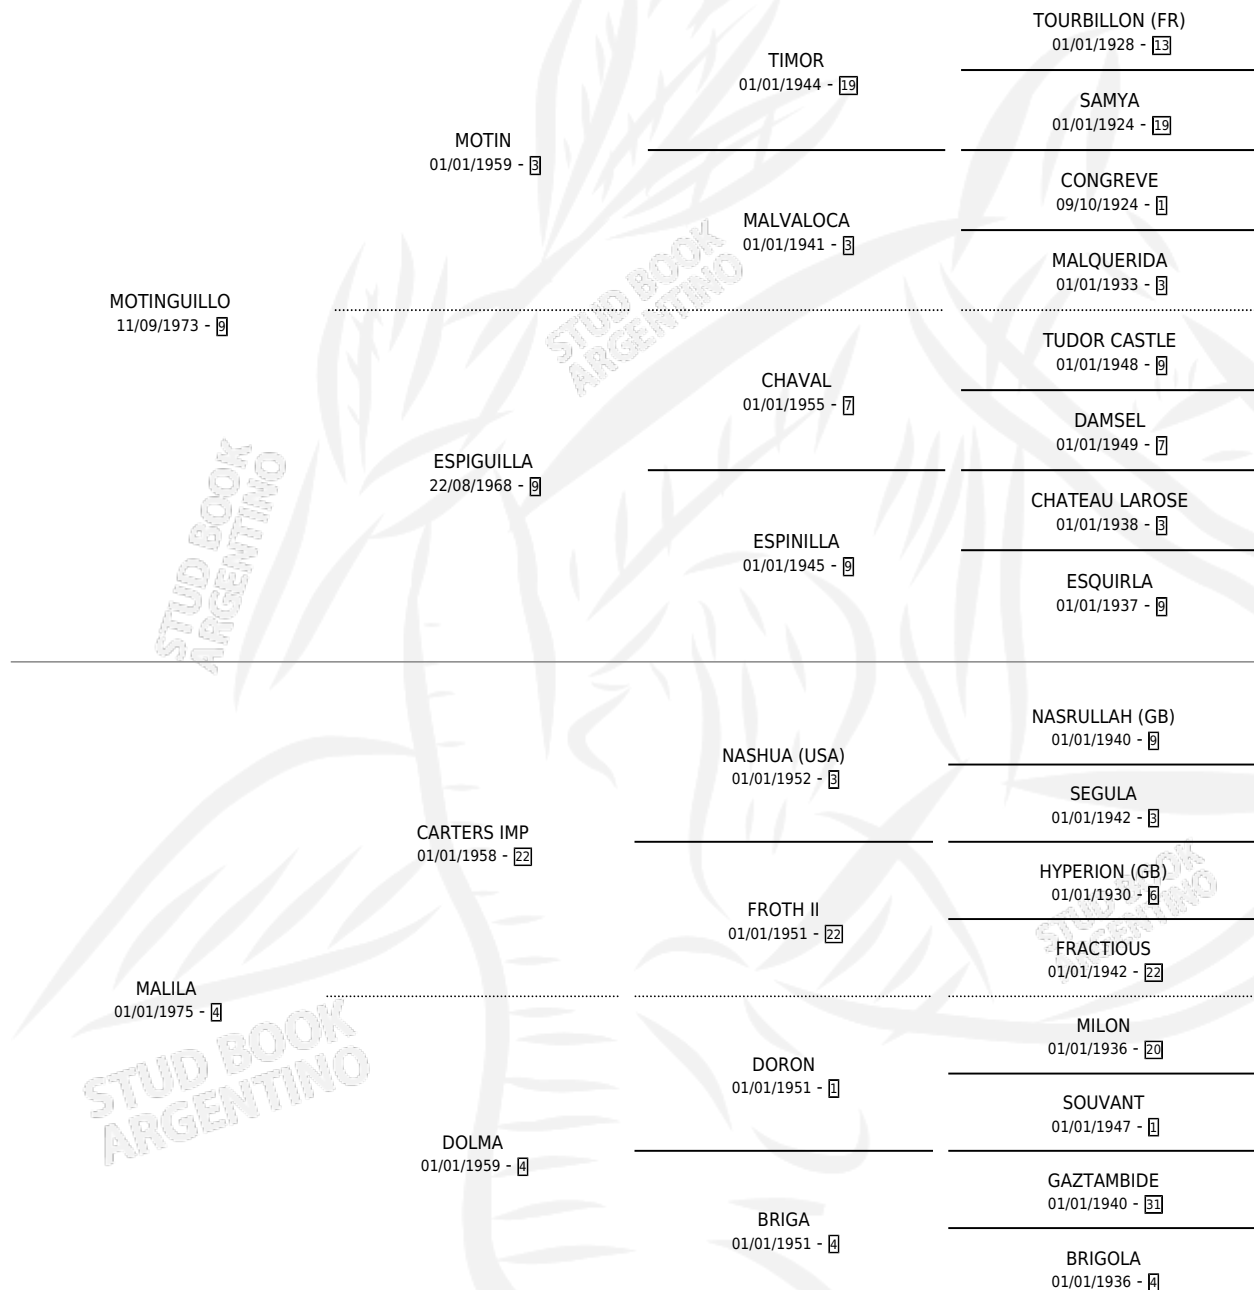 TOURBILLON (FR)
01/01/1928 - 13
TIMOR
01/01/1944 - 19
SAMYA
01/01/1924 - 19
MOTIN
01/01/1959 - 3
CONGREVE
09/10/1924 - 1
MALVALOCA
01/01/1941 - 3
MALQUERIDA
01/01/1933 - 3
MOTINGUILLO
11/09/1973 - 9
STUD BOOK
ARGENTINO
TUDOR CASTLE
01/01/1948 - 9
CHAVAL
01/01/1955 - 7
DAMSEL
01/01/1949 - 7
ESPIGUILLA
22/08/1968 - 9
CHATEAU LAROSE
01/01/1938 - 3
ESPINILLA
01/01/1945 - 9
ESQUIRLA
01/01/1937 - 9
STUD BOOK
ARGENTINO
NASRULLAH (GB)
01/01/1940 - 9
NASHUA (USA)
01/01/1952 - 3
SEGULA
01/01/1942 - 3
CARTERS IMP
01/01/1958 - 22
HYPERION (GB)
01/01/1930 - 6
STUD BOOK
ARGENTINO
FROTH II
01/01/1951 - 22
FRACTIOUS
01/01/1942 - 22
MALILA
01/01/1975 - 4
STUD BOOK
ARGENTINO
MILON
01/01/1936 - 20
DORON
01/01/1951 - 1
SOUVANT
01/01/1947 - 1
DOLMA
01/01/1959 - 4
GAZTAMBIDE
01/01/1940 - 31
BRIGA
01/01/1951 - 4
BRIGOLA
01/01/1936 - 4